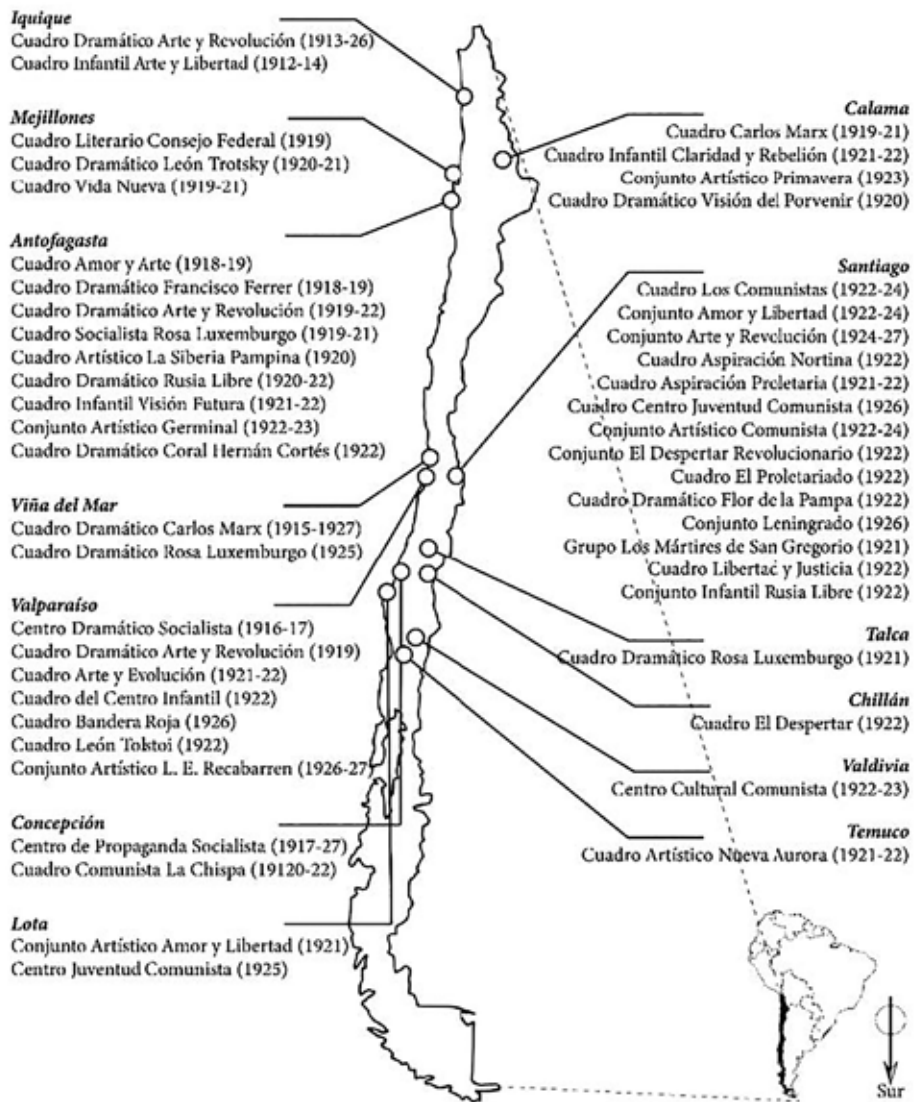 Iquique
Cuadro Dramático Arte y Revolución (1913-26)
Cuadro Infantil Arte y Libertad (1912-14)
Mejillones
Cuadro Literario Consejo Federal (1919)
Cuadro Dramático León Trotsky (1920-21)
Cuadro Vida Nueva (1919-21)
Antofagasta
Cuadro Amor y Arte (1918-19)
Cuadro Dramático Francisco Ferrer (1918-19)
Cuadro Dramático Arte y Revolución (1919-22)
Cuadro Socialista Rosa Luxemburgo (1919-21)
Cuadro Artístico La Siberia Pampina (1920)
Cuadro Dramático Rusia Libre (1920-22)
Cuadro Infantil Visión Futura (1921-22)
Conjunto Artístico Germinal (1922-23)
Cuadro Dramático Coral Hernán Cortés (1922)
Viña del Mar
Cuadro Dramático Carlos Marx (1915-1927)
Cuadro Dramático Rosa Luxemburgo (1925)
Valparaíso
Centro Dramático Socialista (1916-17)
Cuadro Dramático Arte y Revolución (1919)
Cuadro Arte y Evolución (1921-22)
Cuadro del Centro Infantil (1922)
Cuadro Bandera Roja (1926)
Cuadro León Tolstoi (1922)
Conjunto Artístico L. E. Recabarren (1926-27)
Concepción
Centro de Propaganda Socialista (1917-27)
Cuadro Comunista La Chispa (19120-22)
Lota
Conjunto Artístico Amor y Libertad (1921)
Centro Juventud Comunista (1925)
Calama
Cuadro Carlos Marx (1919-21)
Cuadro Infantil Claridad y Rebelión (1921-22)
Conjunto Artístico Primavera (1923)
Cuadro Dramático Visión del Porvenir (1920)
Santiago
Cuadro Los Comunistas (1922-24)
Conjunto Amor y Libertad (1922-24)
Conjunto Arte y Revolución (1924-27)
Cuadro Aspiración Nortina (1922)
Cuadro Aspiración Proletaria (1921-22)
Cuadro Centro Juventud Comunista (1926)
Conjunto Artístico Comunista (1922-24)
Conjunto El Despertar Revolucionario (1922)
Cuadro El Proletariado (1922)
Cuadro Dramático Flor de la Pampa (1922)
Conjunto Leningrado (1926)
Grupo Los Mártires de San Gregorio (1921)
Cuadro Libertad y Justicia (1922)
Conjunto Infantil Rusia Libre (1922)
Talca
Cuadro Dramático Rosa Luxemburgo (1921)
Chillán
Cuadro El Despertar (1922)
Valdivia
Centro Cultural Comunista (1922-23)
Temuco
Cuadro Artístico Nueva Aurora (1921-22)
Sur